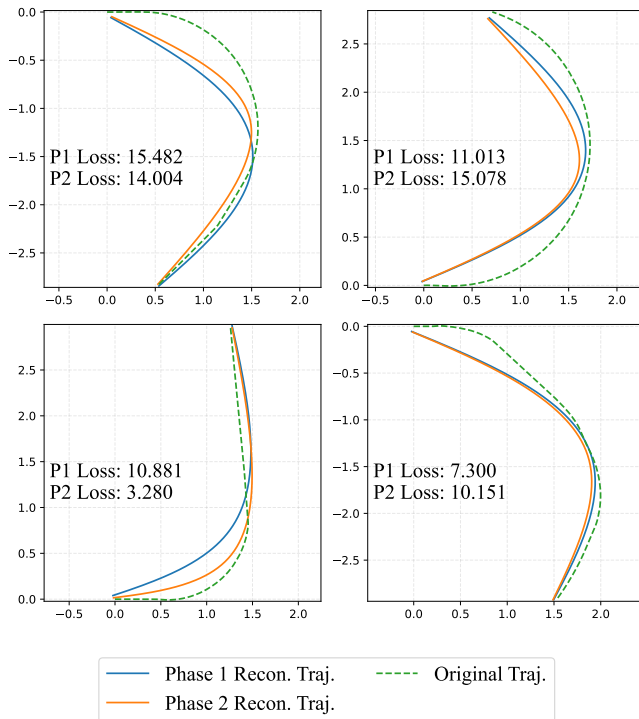 0.0
−0.5
−1.0
−1.5
−2.0
−2.5
P1 Loss: 15.482
P2 Loss: 14.004
−0.5 0.0 0.5 1.0 1.5 2.0
2.5
2.0
1.5
1.0
0.5
0.0
P1 Loss: 11.013
P2 Loss: 15.078
−0.5 0.0 0.5 1.0 1.5 2.0
2.5
2.0
1.5
1.0
0.5
0.0
P1 Loss: 10.881
P2 Loss: 3.280
−0.5 0.0 0.5 1.0 1.5 2.0
0.0
−0.5
−1.0
−1.5
−2.0
−2.5
P1 Loss: 7.300
P2 Loss: 10.151
0.0 0.5 1.0 1.5 2.0
Phase 1 Recon. Traj.
Phase 2 Recon. Traj.
Original Traj.